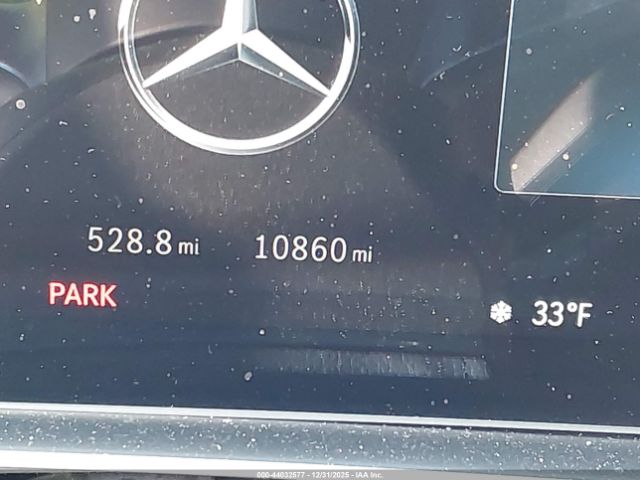 528.8 mi 10860 mi
PARK
33°F
000-44032577 - 12/31/2025 - IAA Inc.